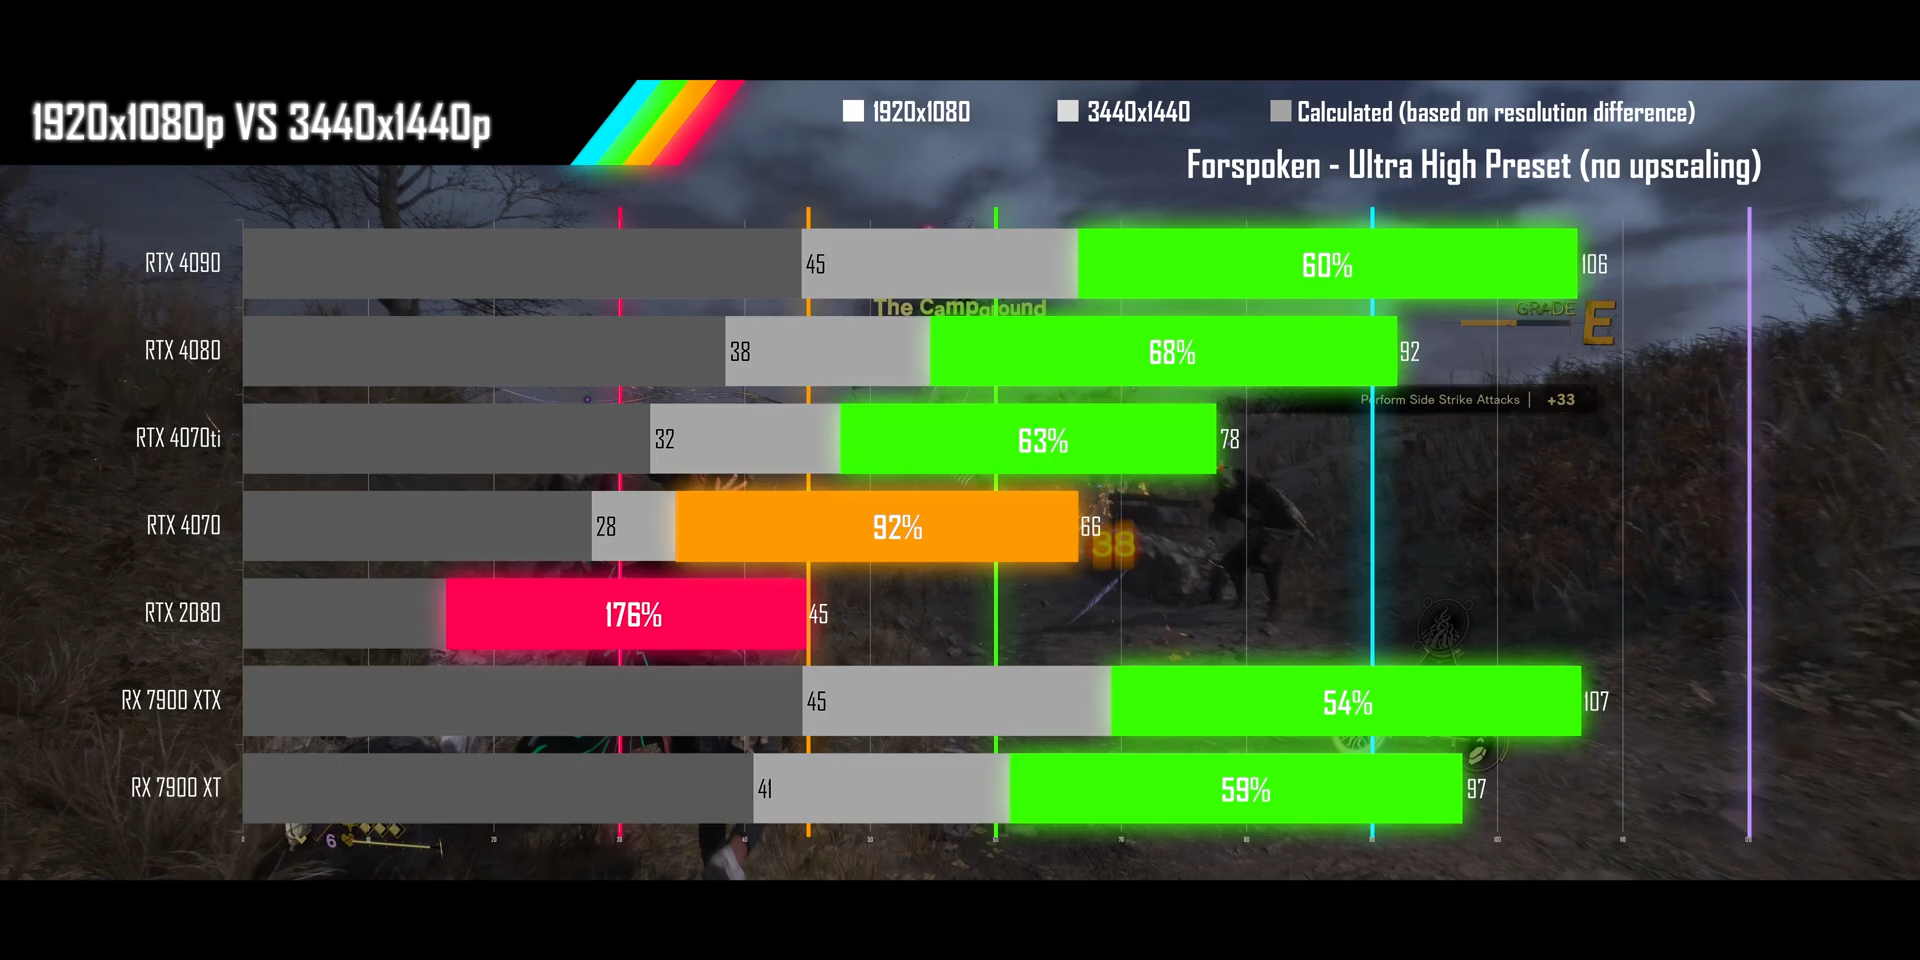 1920x1080p VS 3440x1440p
1920x1080
3440x1440
Calculated (based on resolution difference)
Forspoken - Ultra High Preset (no upscaling)
RTX 4090
45
60%
106
The Campground
GRADE
E
RTX 4080
38
68%
92
Perform Side Strike Attacks
+33
RTX 4070ti
32
63%
78
RTX 4070
28
92%
66
38
RTX 2080
176%
45
RX 7900 XTX
45
54%
107
RX 7900 XT
41
59%
97
6